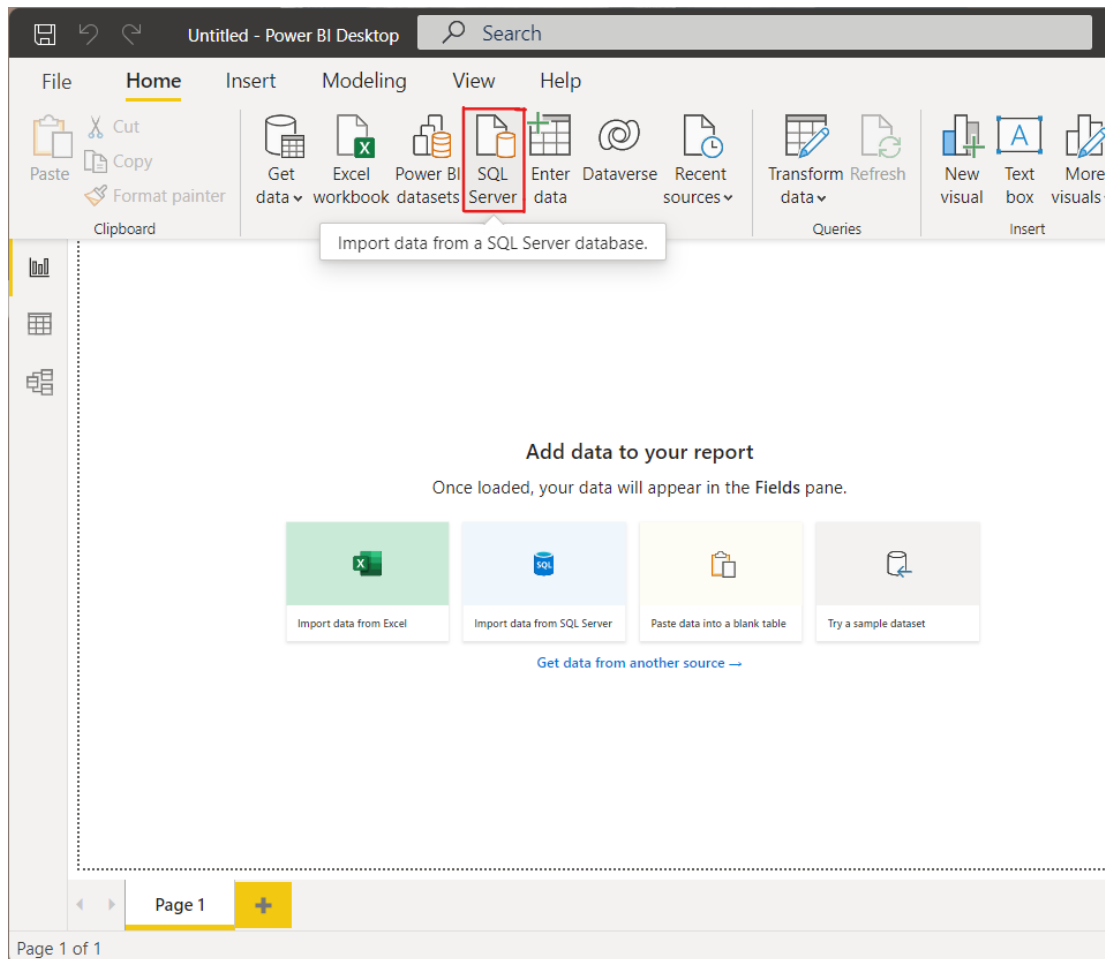 Untitled - Power BI Desktop
Search
File Home Insert Modeling View Help
Paste
Cut
Copy
Format painter
Clipboard
Get data
Excel workbook
Power BI datasets
SQL Server
Enter data
Dataverse
Recent sources
Transform data
Refresh
Queries
New visual
Text box
More visuals
Insert
Import data from a SQL Server database.
Add data to your report
Once loaded, your data will appear in the Fields pane.
SQL
Import data from Excel
Import data from SQL Server
Paste data into a blank table
Try a sample dataset
Get data from another source →
Page 1
Page 1 of 1